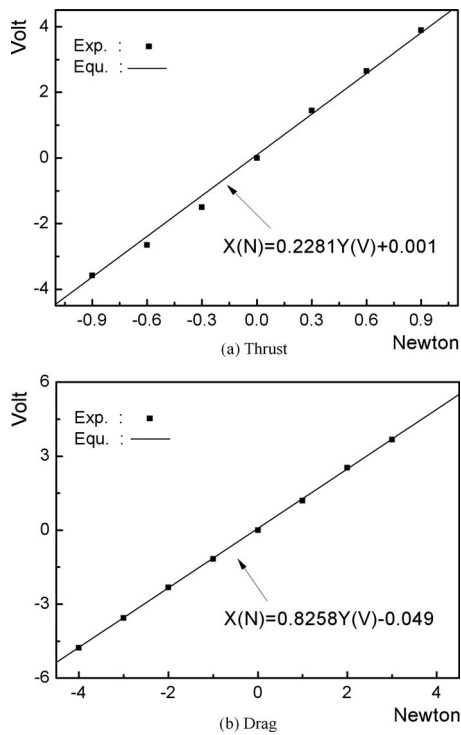 Volt
4
Exp. :
Equ. :
2
0
-2
X(N)=0.2281Y(V)+0.001
-4
-0.9 -0.6 -0.3 0.0 0.3 0.6 0.9
(a) Thrust
Newton
Volt
6
Exp. :
Equ. :
3
0
-3
X(N)=0.8258Y(V)-0.049
-6
-4 -2 0 2 4
(b) Drag
Newton